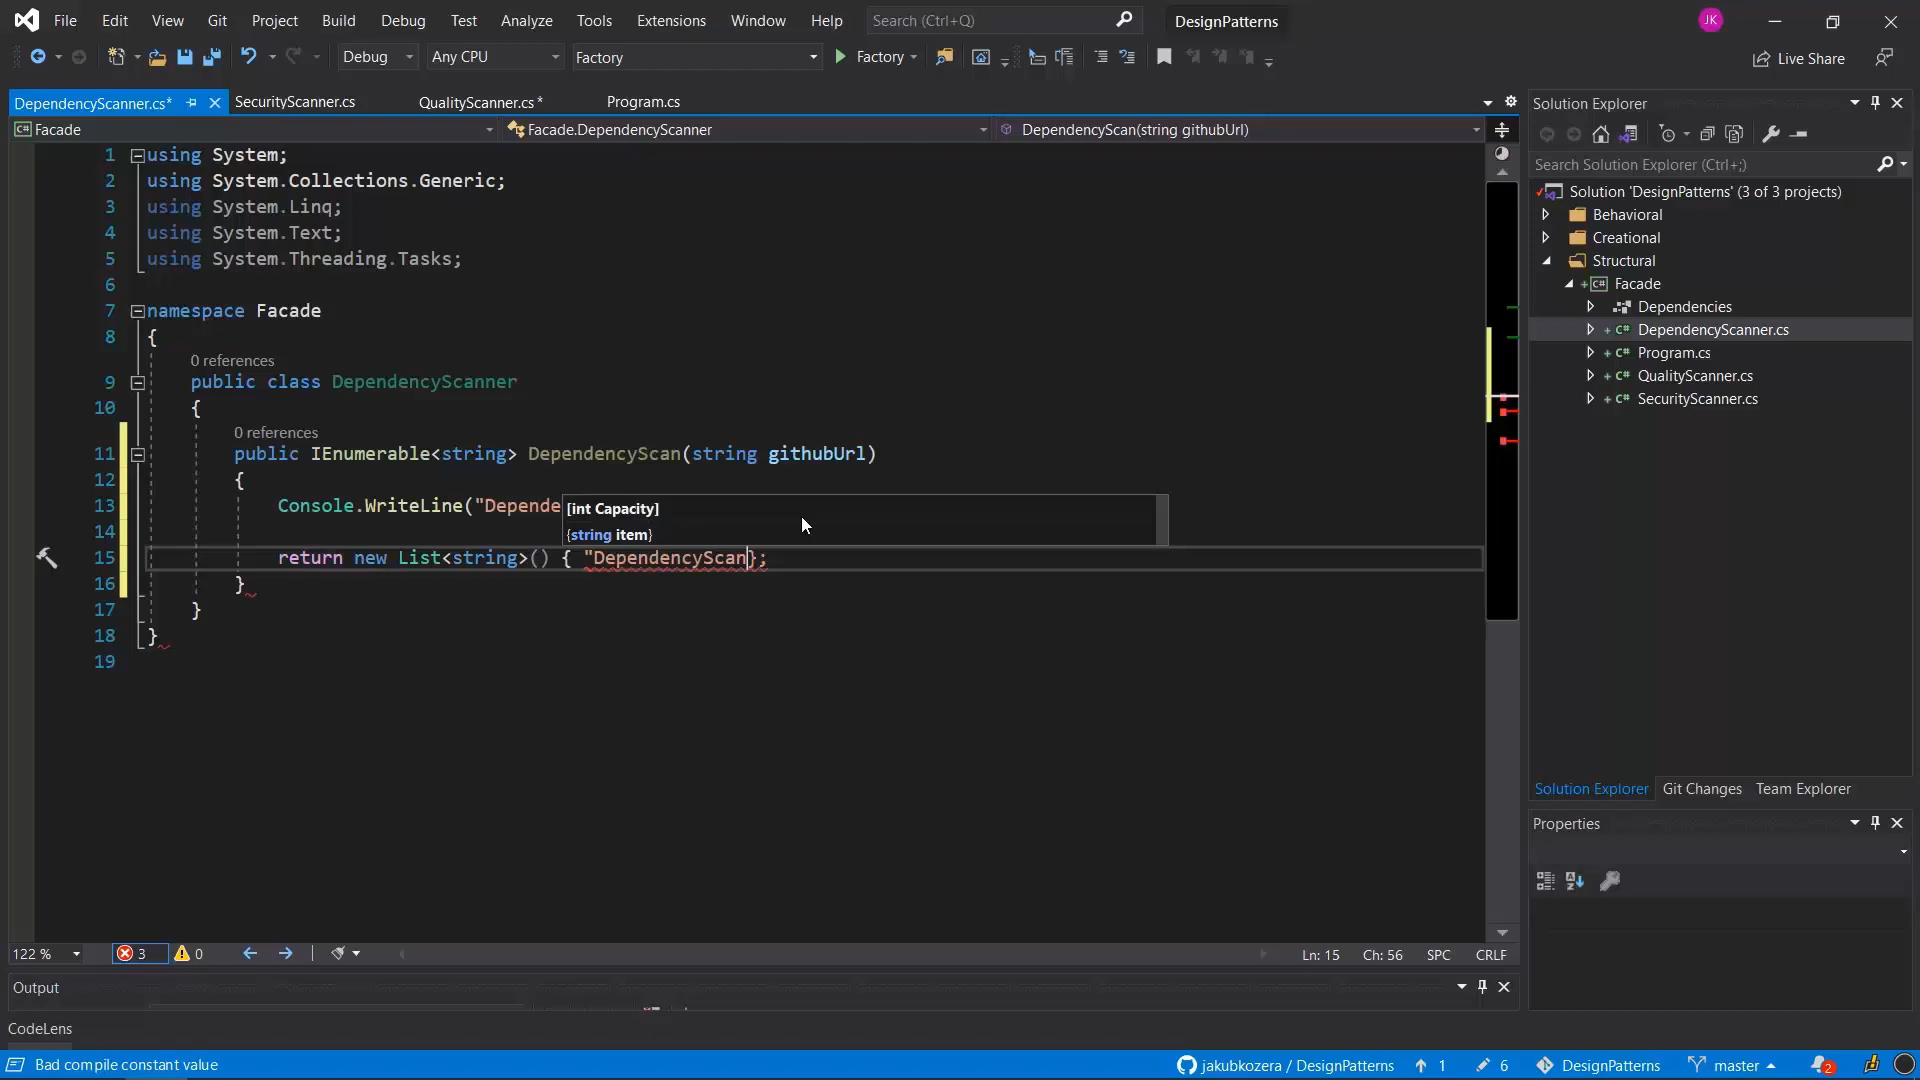 File Edit View Git Project Build Debug Test Analyze Tools Extensions Window Help Search (Ctrl+Q) DesignPatterns JK
Debug Any CPU Factory Factory Live Share
DependencyScanner.cs* SecurityScanner.cs QualityScanner.cs* Program.cs
C# Facade Facade.DependencyScanner DependencyScan(string githubUrl)
1 using System;
2 using System.Collections.Generic;
3 using System.Linq;
4 using System.Text;
5 using System.Threading.Tasks;
6
7 namespace Facade
8 {
0 references
9 public class DependencyScanner
10 {
0 references
11 public IEnumerable<string> DependencyScan(string githubUrl)
12 {
13 Console.WriteLine("Depende
[int Capacity]
{string item}
14
15 return new List<string>() { "DependencyScan};
16 }
17 }
18 }
19
122 % 3 0 Ln: 15 Ch: 56 SPC CRLF
Output
CodeLens
Solution Explorer
Search Solution Explorer (Ctrl+;)
Solution 'DesignPatterns' (3 of 3 projects)
Behavioral
Creational
Structural
C# Facade
Dependencies
C# DependencyScanner.cs
C# Program.cs
C# QualityScanner.cs
C# SecurityScanner.cs
Solution Explorer Git Changes Team Explorer
Properties
Bad compile constant value jakubkozera / DesignPatterns 1 6 DesignPatterns master 2